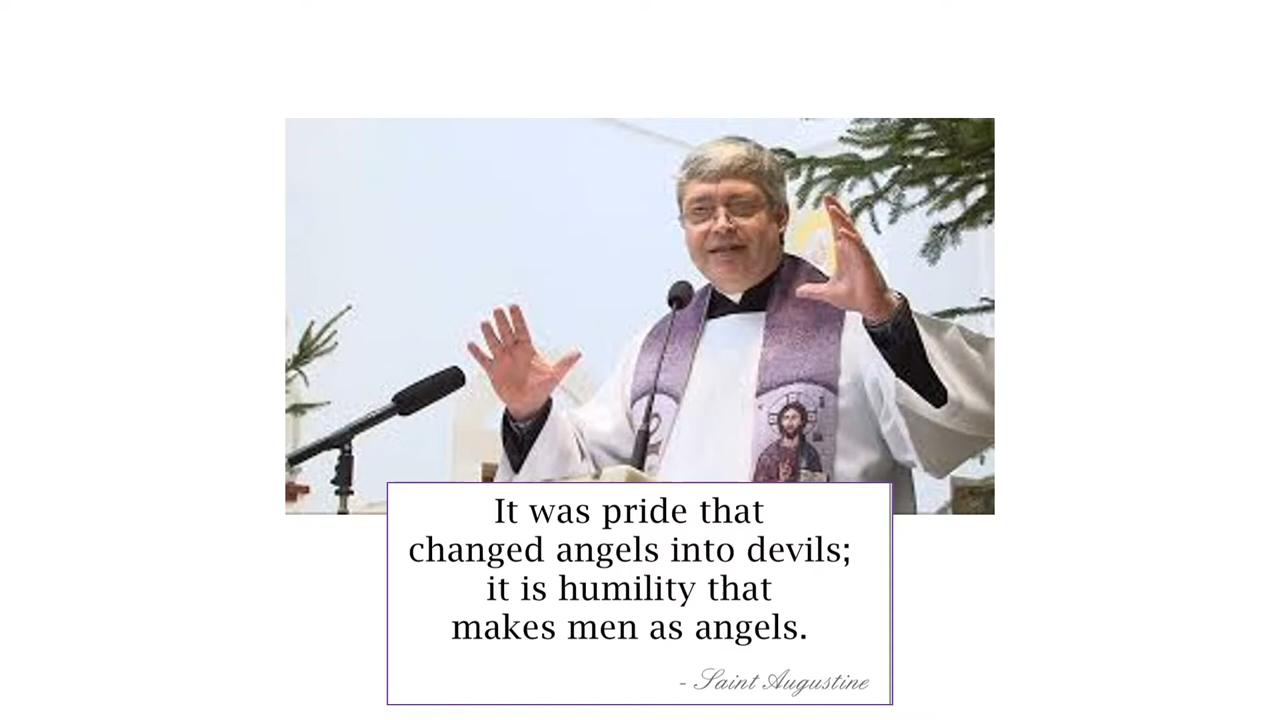 It was pride that
changed angels into devils;
it is humility that
makes men as angels.
- Saint Augustine